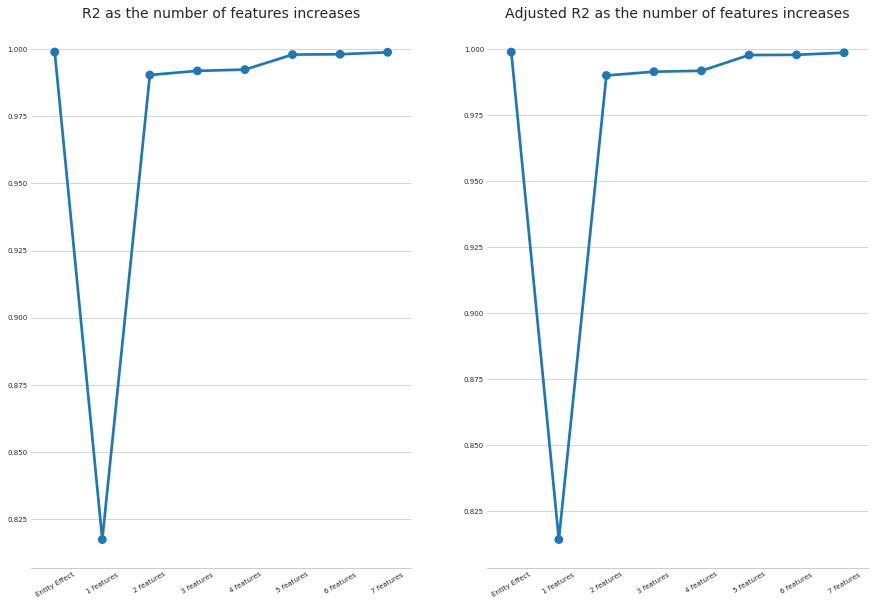 R2 as the number of features increases
1.000
0.975
0.950
0.925
0.900
0.875
0.850
0.825
Entity Effect
1 features
2 features
3 features
4 features
5 features
6 features
7 features
Adjusted R2 as the number of features increases
1.000
0.975
0.950
0.925
0.900
0.875
0.850
0.825
Entity Effect
1 features
2 features
3 features
4 features
5 features
6 features
7 features